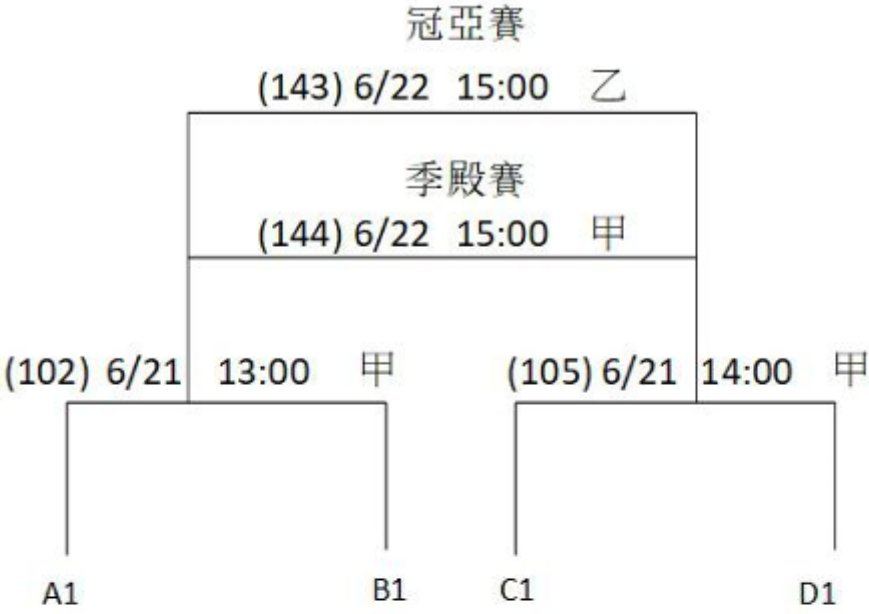 冠亞賽
(143) 6/22 15:00 乙
季殿賽
(144) 6/22 15:00 甲
(102) 6/21 13:00 甲 (105) 6/21 14:00 甲
A1 B1 C1 D1